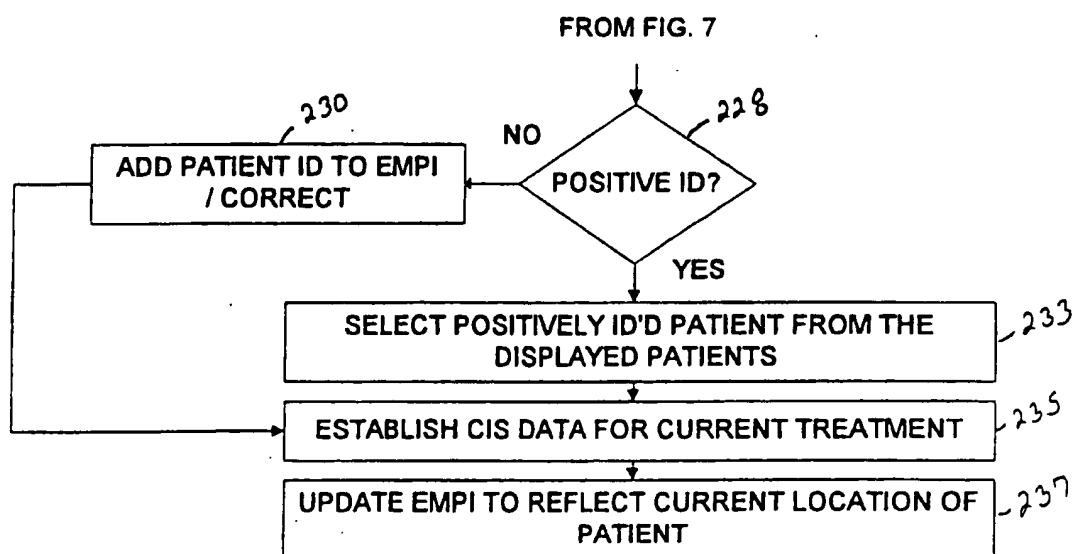 FROM FIG. 7
230
228
NO
ADD PATIENT ID TO EMPI
/ CORRECT
POSITIVE ID?
YES
SELECT POSITIVELY ID'D PATIENT FROM THE
DISPLAYED PATIENTS
233
ESTABLISH CIS DATA FOR CURRENT TREATMENT
235
UPDATE EMPI TO REFLECT CURRENT LOCATION OF
PATIENT
237